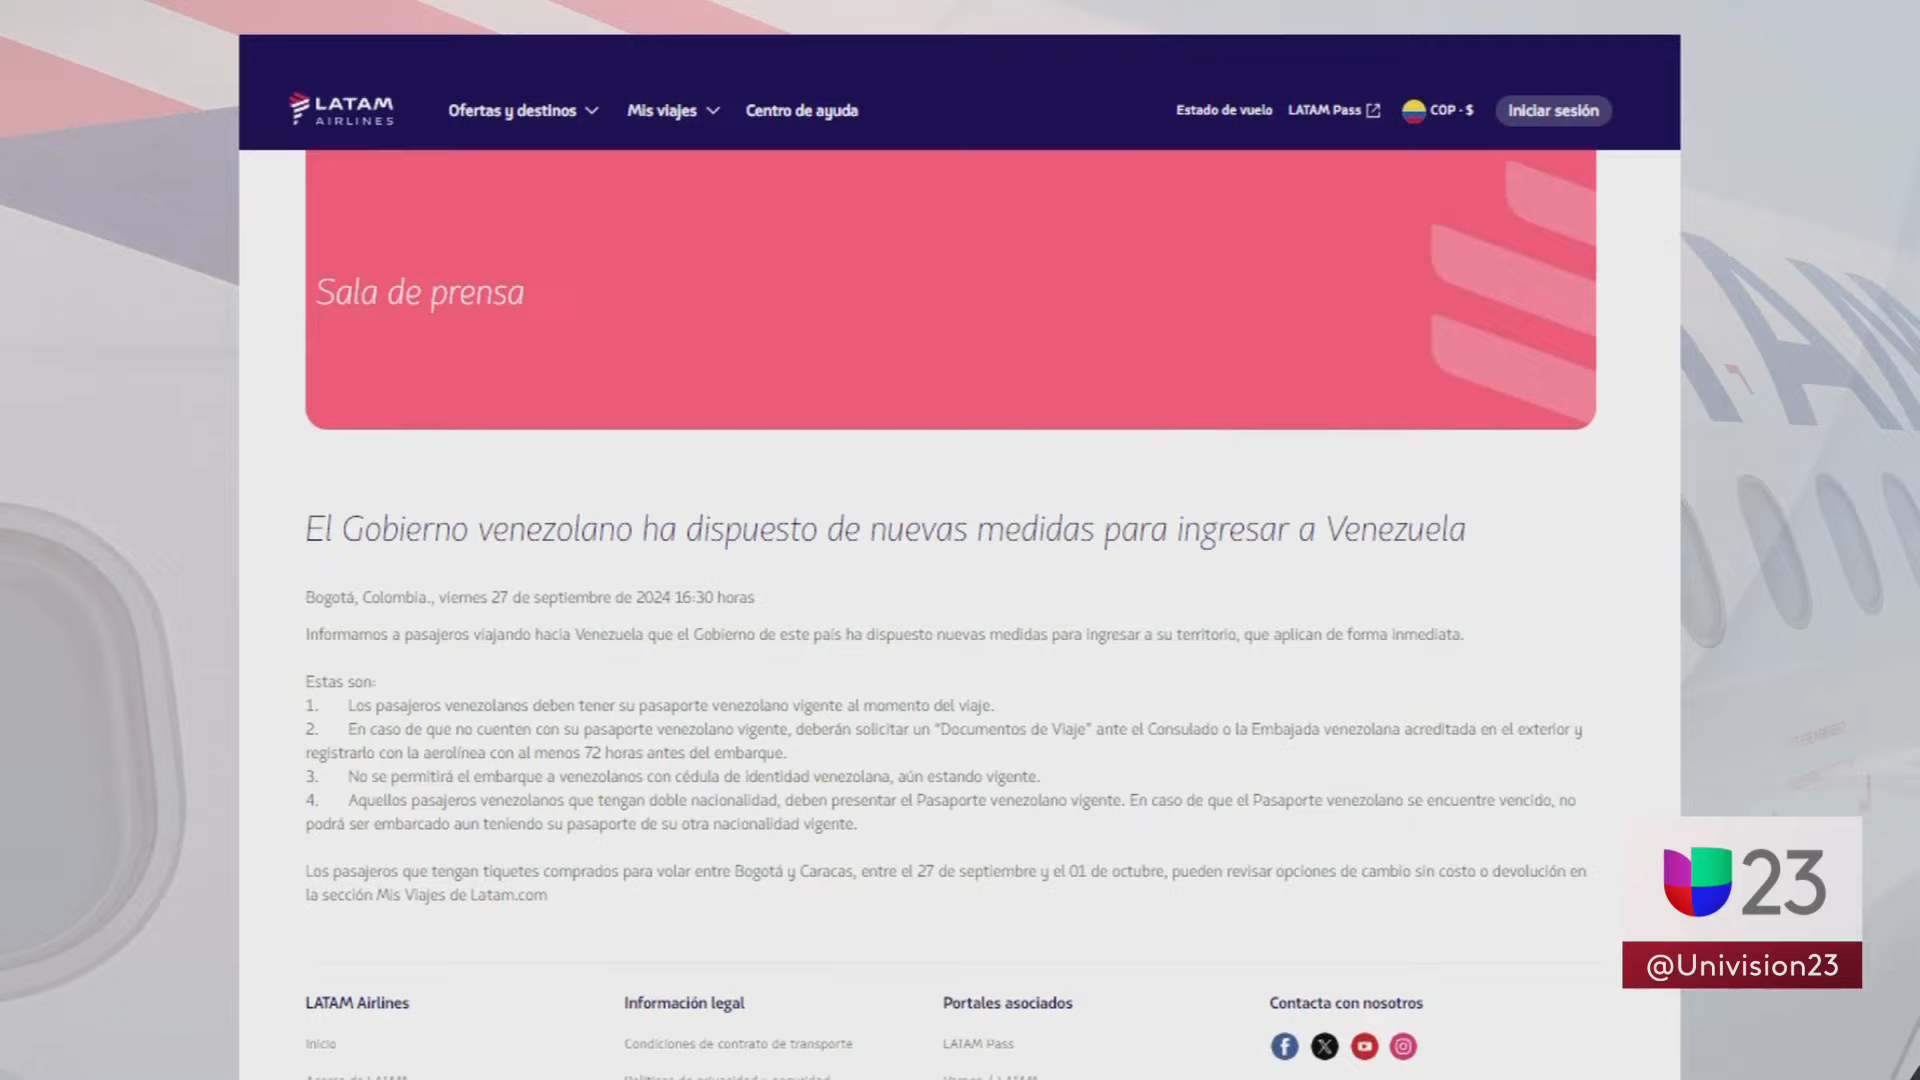 LATAM
AIRLINES
Ofertas y destinos
Mis viajes
Centro de ayuda
Estado de vuelo
LATAM Pass
COP - $
Iniciar sesión
Sala de prensa
El Gobierno venezolano ha dispuesto de nuevas medidas para ingresar a Venezuela
Bogotá, Colombia., viernes 27 de septiembre de 2024 16:30 horas
Informamos a pasajeros viajando hacia Venezuela que el Gobierno de este país ha dispuesto nuevas medidas para ingresar a su territorio, que aplican de forma inmediata.
Estas son:
1. Los pasajeros venezolanos deben tener su pasaporte venezolano vigente al momento del viaje.
2. En caso de que no cuenten con su pasaporte venezolano vigente, deberán solicitar un "Documentos de Viaje" ante el Consulado o la Embajada venezolana acreditada en el exterior y
registrarlo con la aerolínea con al menos 72 horas antes del embarque.
3. No se permitirá el embarque a venezolanos con cédula de identidad venezolana, aún estando vigente.
4. Aquellos pasajeros venezolanos que tengan doble nacionalidad, deben presentar el Pasaporte venezolano vigente. En caso de que el Pasaporte venezolano se encuentre vencido, no
podrá ser embarcado aun teniendo su pasaporte de su otra nacionalidad vigente.
Los pasajeros que tengan tiquetes comprados para volar entre Bogotá y Caracas, entre el 27 de septiembre y el 01 de octubre, pueden revisar opciones de cambio sin costo o devolución en
la sección Mis Viajes de Latam.com
23
@Univision23
LATAM Airlines
Información legal
Portales asociados
Contacta con nosotros
Inicio
Condiciones de contrato de transporte
LATAM Pass